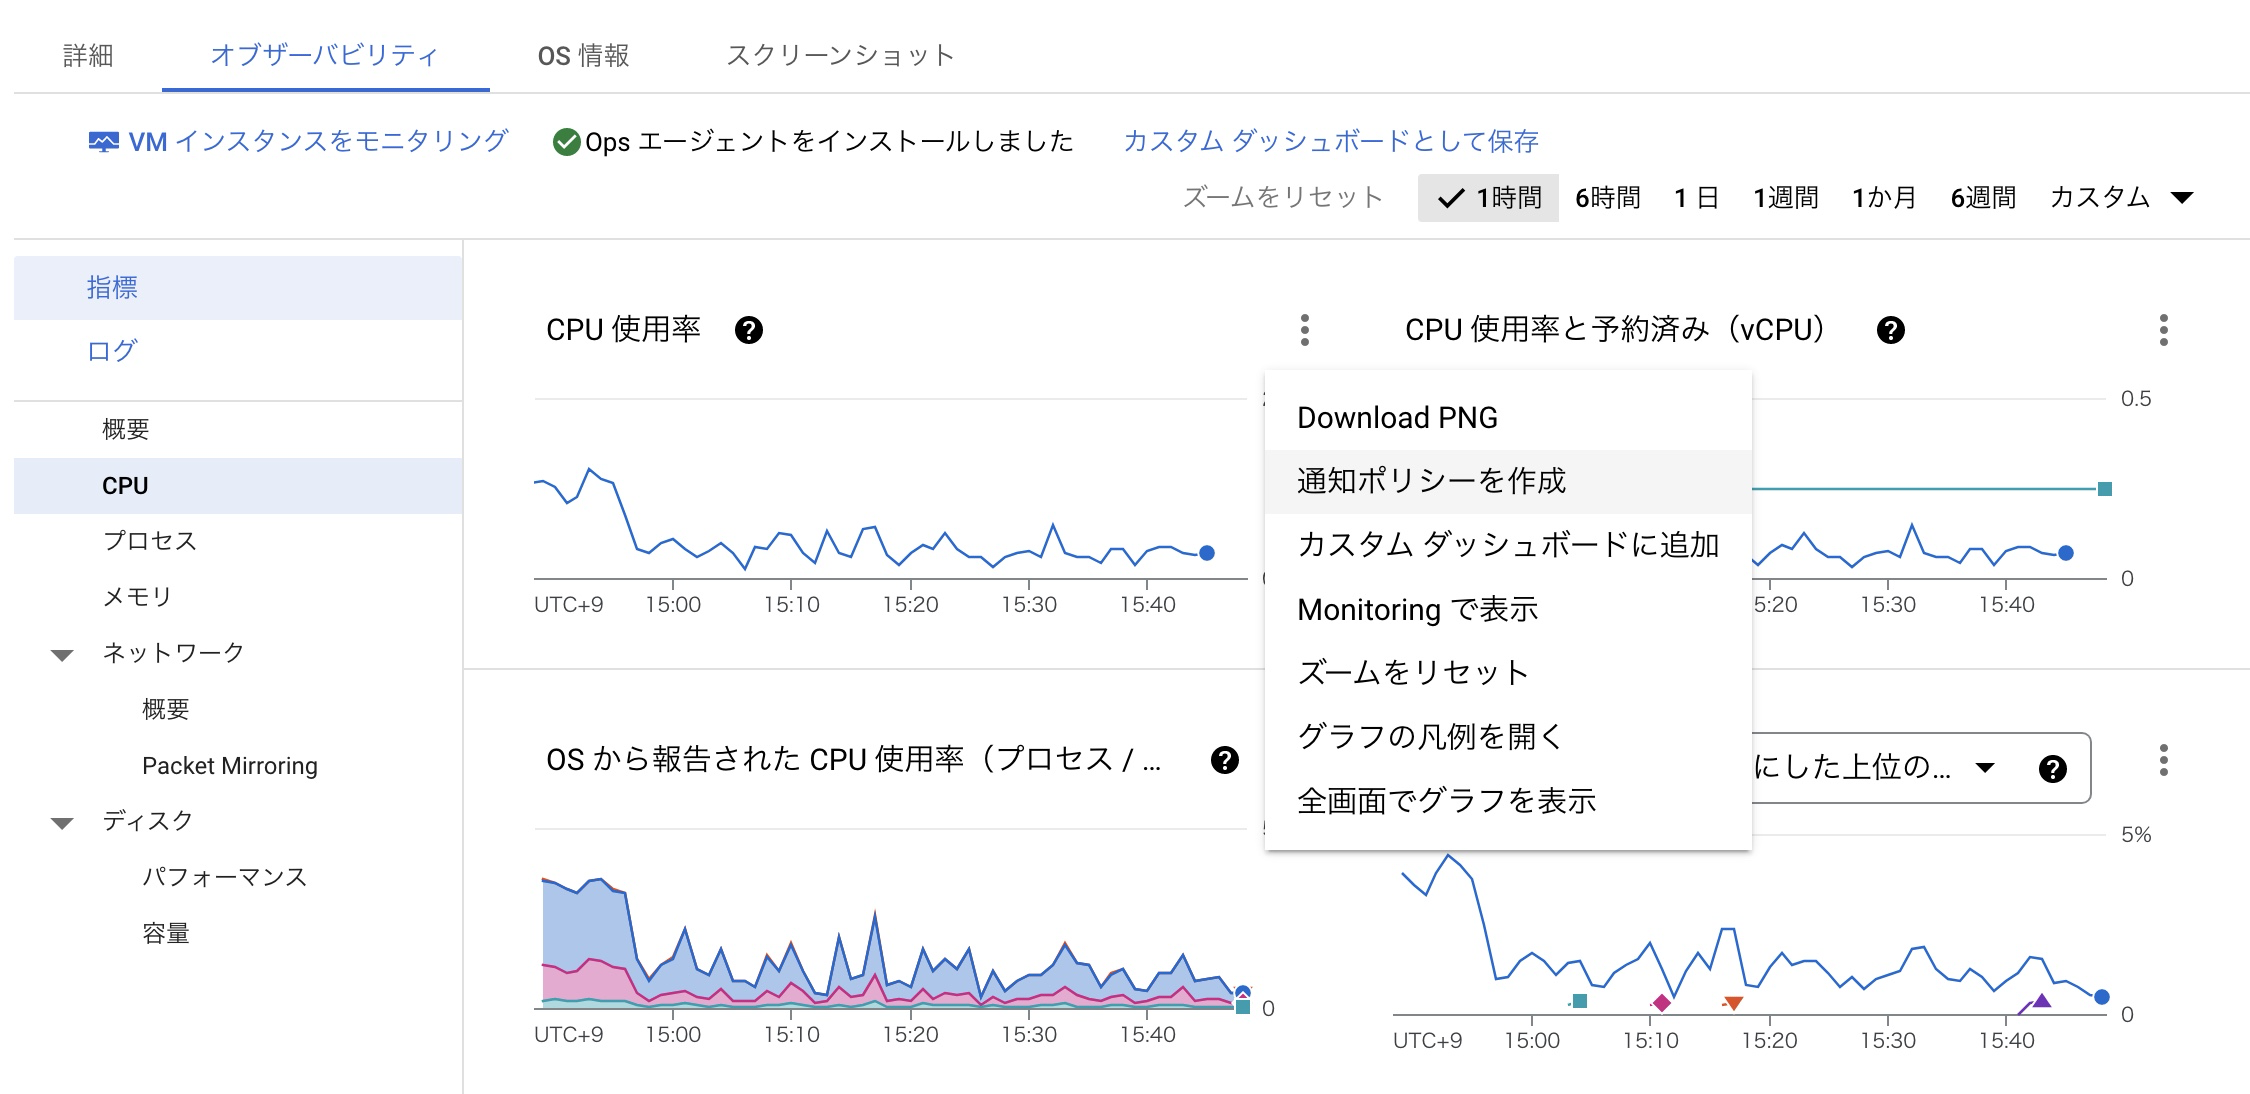 詳細
オブザーバビリティ
OS 情報
スクリーンショット
VM インスタンスをモニタリング
Ops エージェントをインストールしました
カスタム ダッシュボードとして保存
ズームをリセット
1時間
6時間
1 日
1週間
1か月
6週間
カスタム
指標
ログ
概要
CPU
プロセス
メモリ
ネットワーク
概要
Packet Mirroring
ディスク
パフォーマンス
容量
CPU 使用率
UTC+9
15:00
15:10
15:20
15:30
15:40
CPU 使用率と予約済み（vCPU）
0.5
0
5:20
15:30
15:40
Download PNG
通知ポリシーを作成
カスタム ダッシュボードに追加
Monitoring で表示
ズームをリセット
グラフの凡例を開く
全画面でグラフを表示
OS から報告された CPU 使用率（プロセス / ...
0
UTC+9
15:00
15:10
15:20
15:30
15:40
にした上位の...
5%
0
UTC+9
15:00
15:10
15:20
15:30
15:40